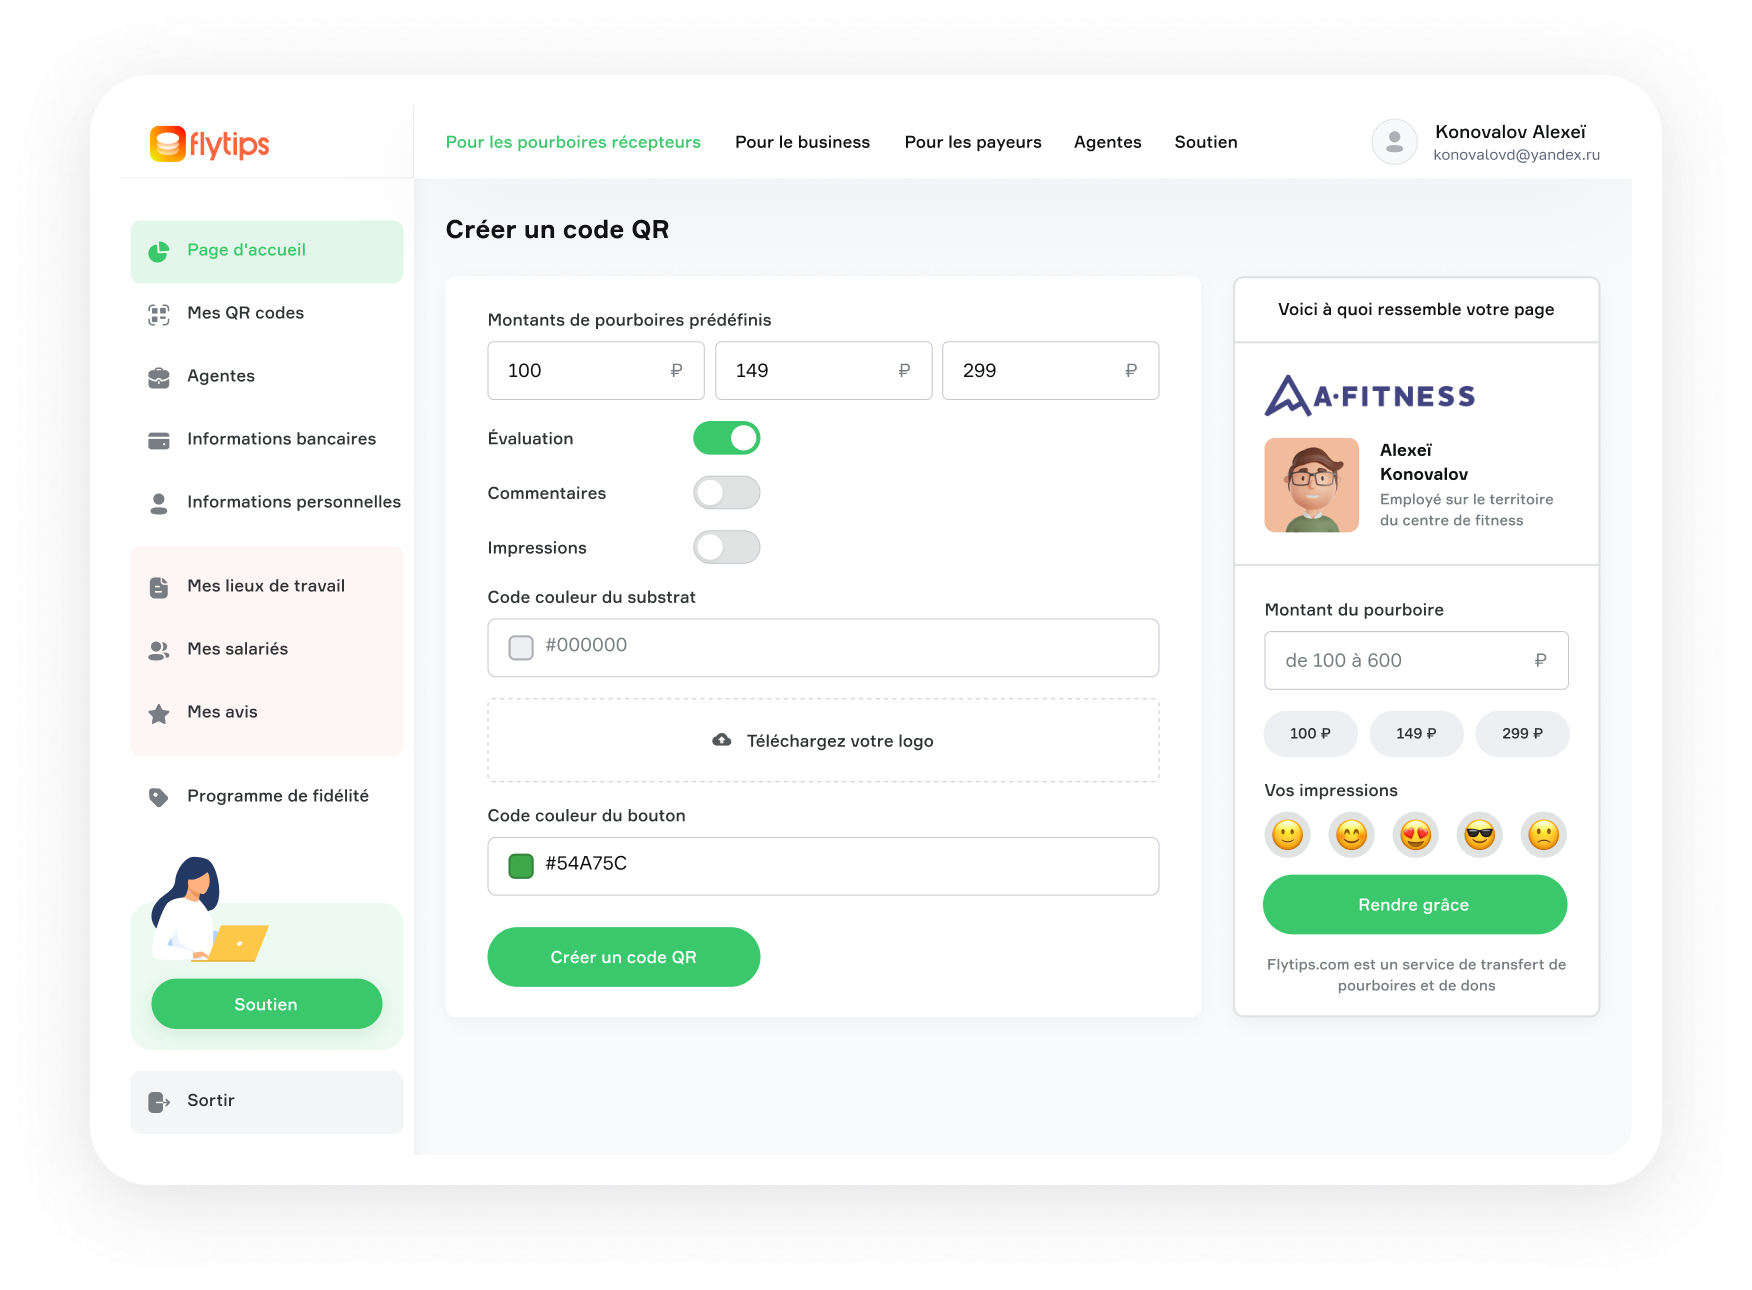 flytips
Pour les pourboires récepteurs
Pour le business
Pour les payeurs
Agentes
Soutien
Konovalov Alexeï
konovalovd@yandex.ru
Page d'accueil
Mes QR codes
Agentes
Informations bancaires
Informations personnelles
Mes lieux de travail
Mes salariés
Mes avis
Programme de fidélité
Soutien
Sortir
Créer un code QR
Montants de pourboires prédéfinis
100 ₽
149 ₽
299 ₽
Évaluation
Commentaires
Impressions
Code couleur du substrat
#000000
Téléchargez votre logo
Code couleur du bouton
#54A75C
Créer un code QR
Voici à quoi ressemble votre page
A·FITNESS
Alexeï
Konovalov
Employé sur le territoire
du centre de fitness
Montant du pourboire
de 100 à 600 ₽
100 ₽
149 ₽
299 ₽
Vos impressions
Rendre grâce
Flytips.com est un service de transfert de
pourboires et de dons